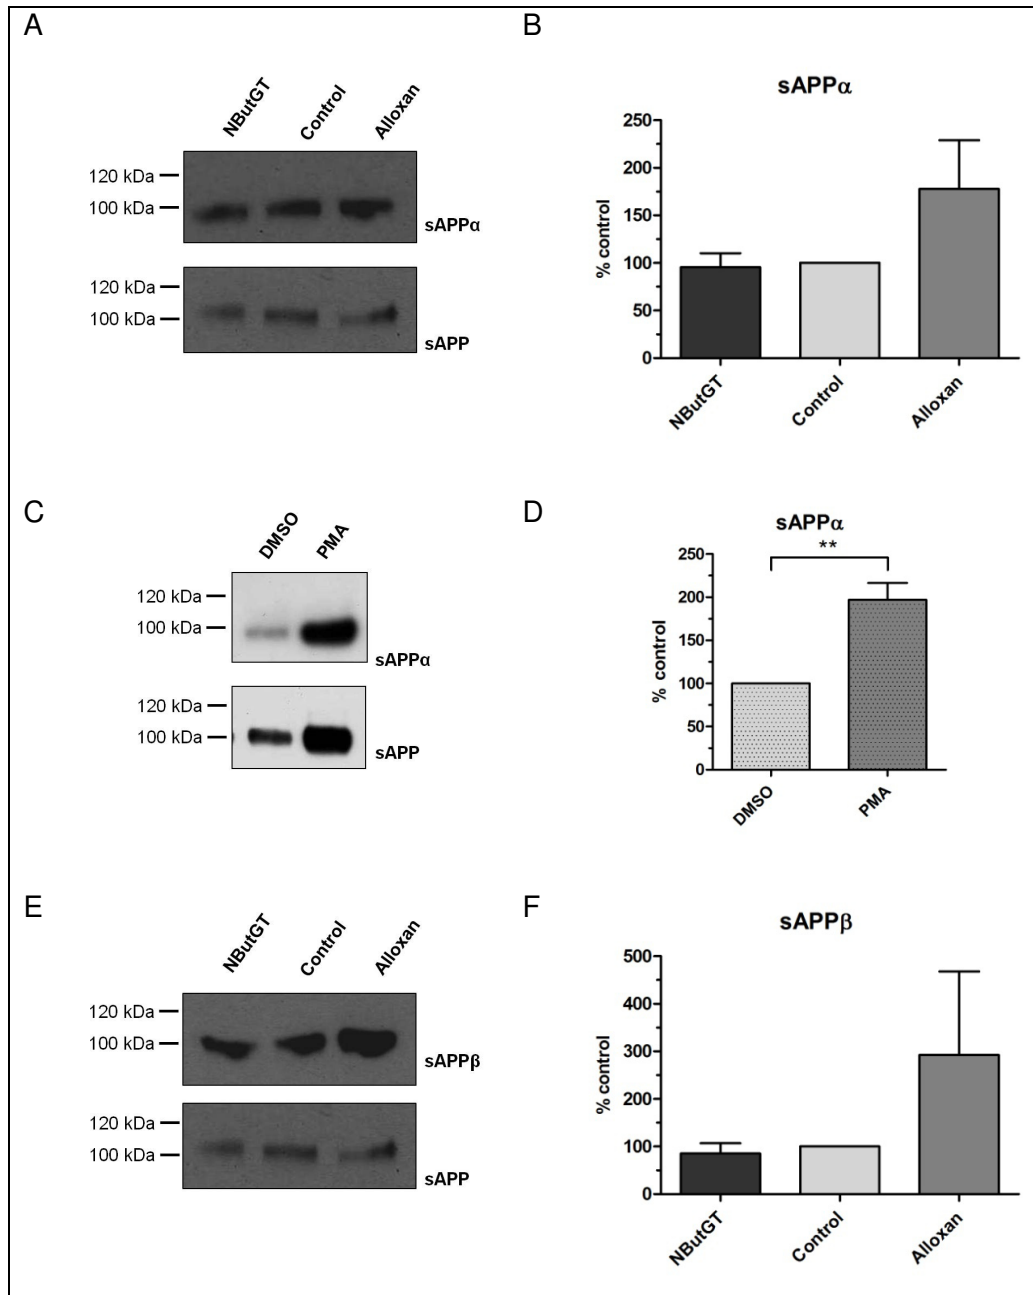 A
NButGT
Control
Alloxan
120 kDa
100 kDa
sAPPα
120 kDa
100 kDa
sAPP
B
sAPPα
% control
250
200
150
100
50
0
NButGT
Control
Alloxan
C
DMSO
PMA
120 kDa
100 kDa
sAPPα
120 kDa
100 kDa
sAPP
D
sAPPα
**
% control
250
200
150
100
50
0
DMSO
PMA
E
NButGT
Control
Alloxan
120 kDa
100 kDa
sAPPβ
120 kDa
100 kDa
sAPP
F
sAPPβ
% control
500
400
300
200
100
0
NButGT
Control
Alloxan